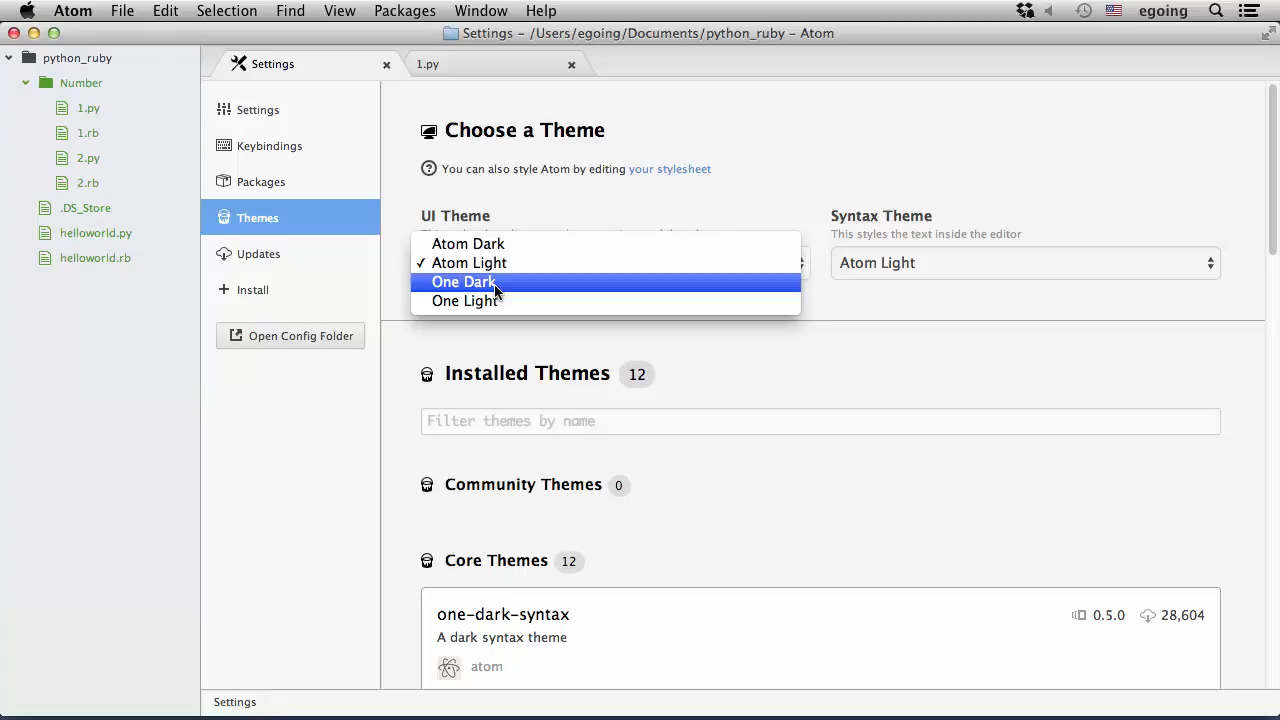 Atom File Edit Selection Find View Packages Window Help egoing
Settings – /Users/egoing/Documents/python_ruby – Atom
python_ruby
Number
1.py
1.rb
2.py
2.rb
.DS_Store
helloworld.py
helloworld.rb
Settings
1.py
Settings
Keybindings
Packages
Themes
Updates
Install
Open Config Folder
Choose a Theme
You can also style Atom by editing your stylesheet
UI Theme
Atom Dark
✓ Atom Light
One Dark
One Light
Syntax Theme
This styles the text inside the editor
Atom Light
Installed Themes 12
Filter themes by name
Community Themes 0
Core Themes 12
one-dark-syntax
0.5.0 28,604
A dark syntax theme
atom
Settings